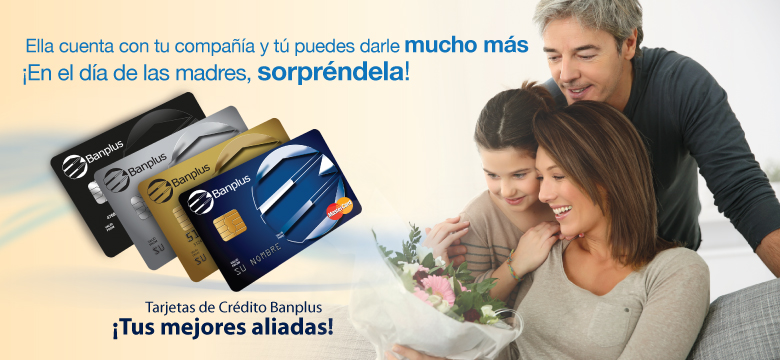 Ella cuenta con tu compañía y tú puedes darle mucho más
¡En el día de las madres, sorpréndela!
Banplus
Banplus
Banplus
Banplus
MasterCard
SU NOMBRE
Tarjetas de Crédito Banplus
¡Tus mejores aliadas!